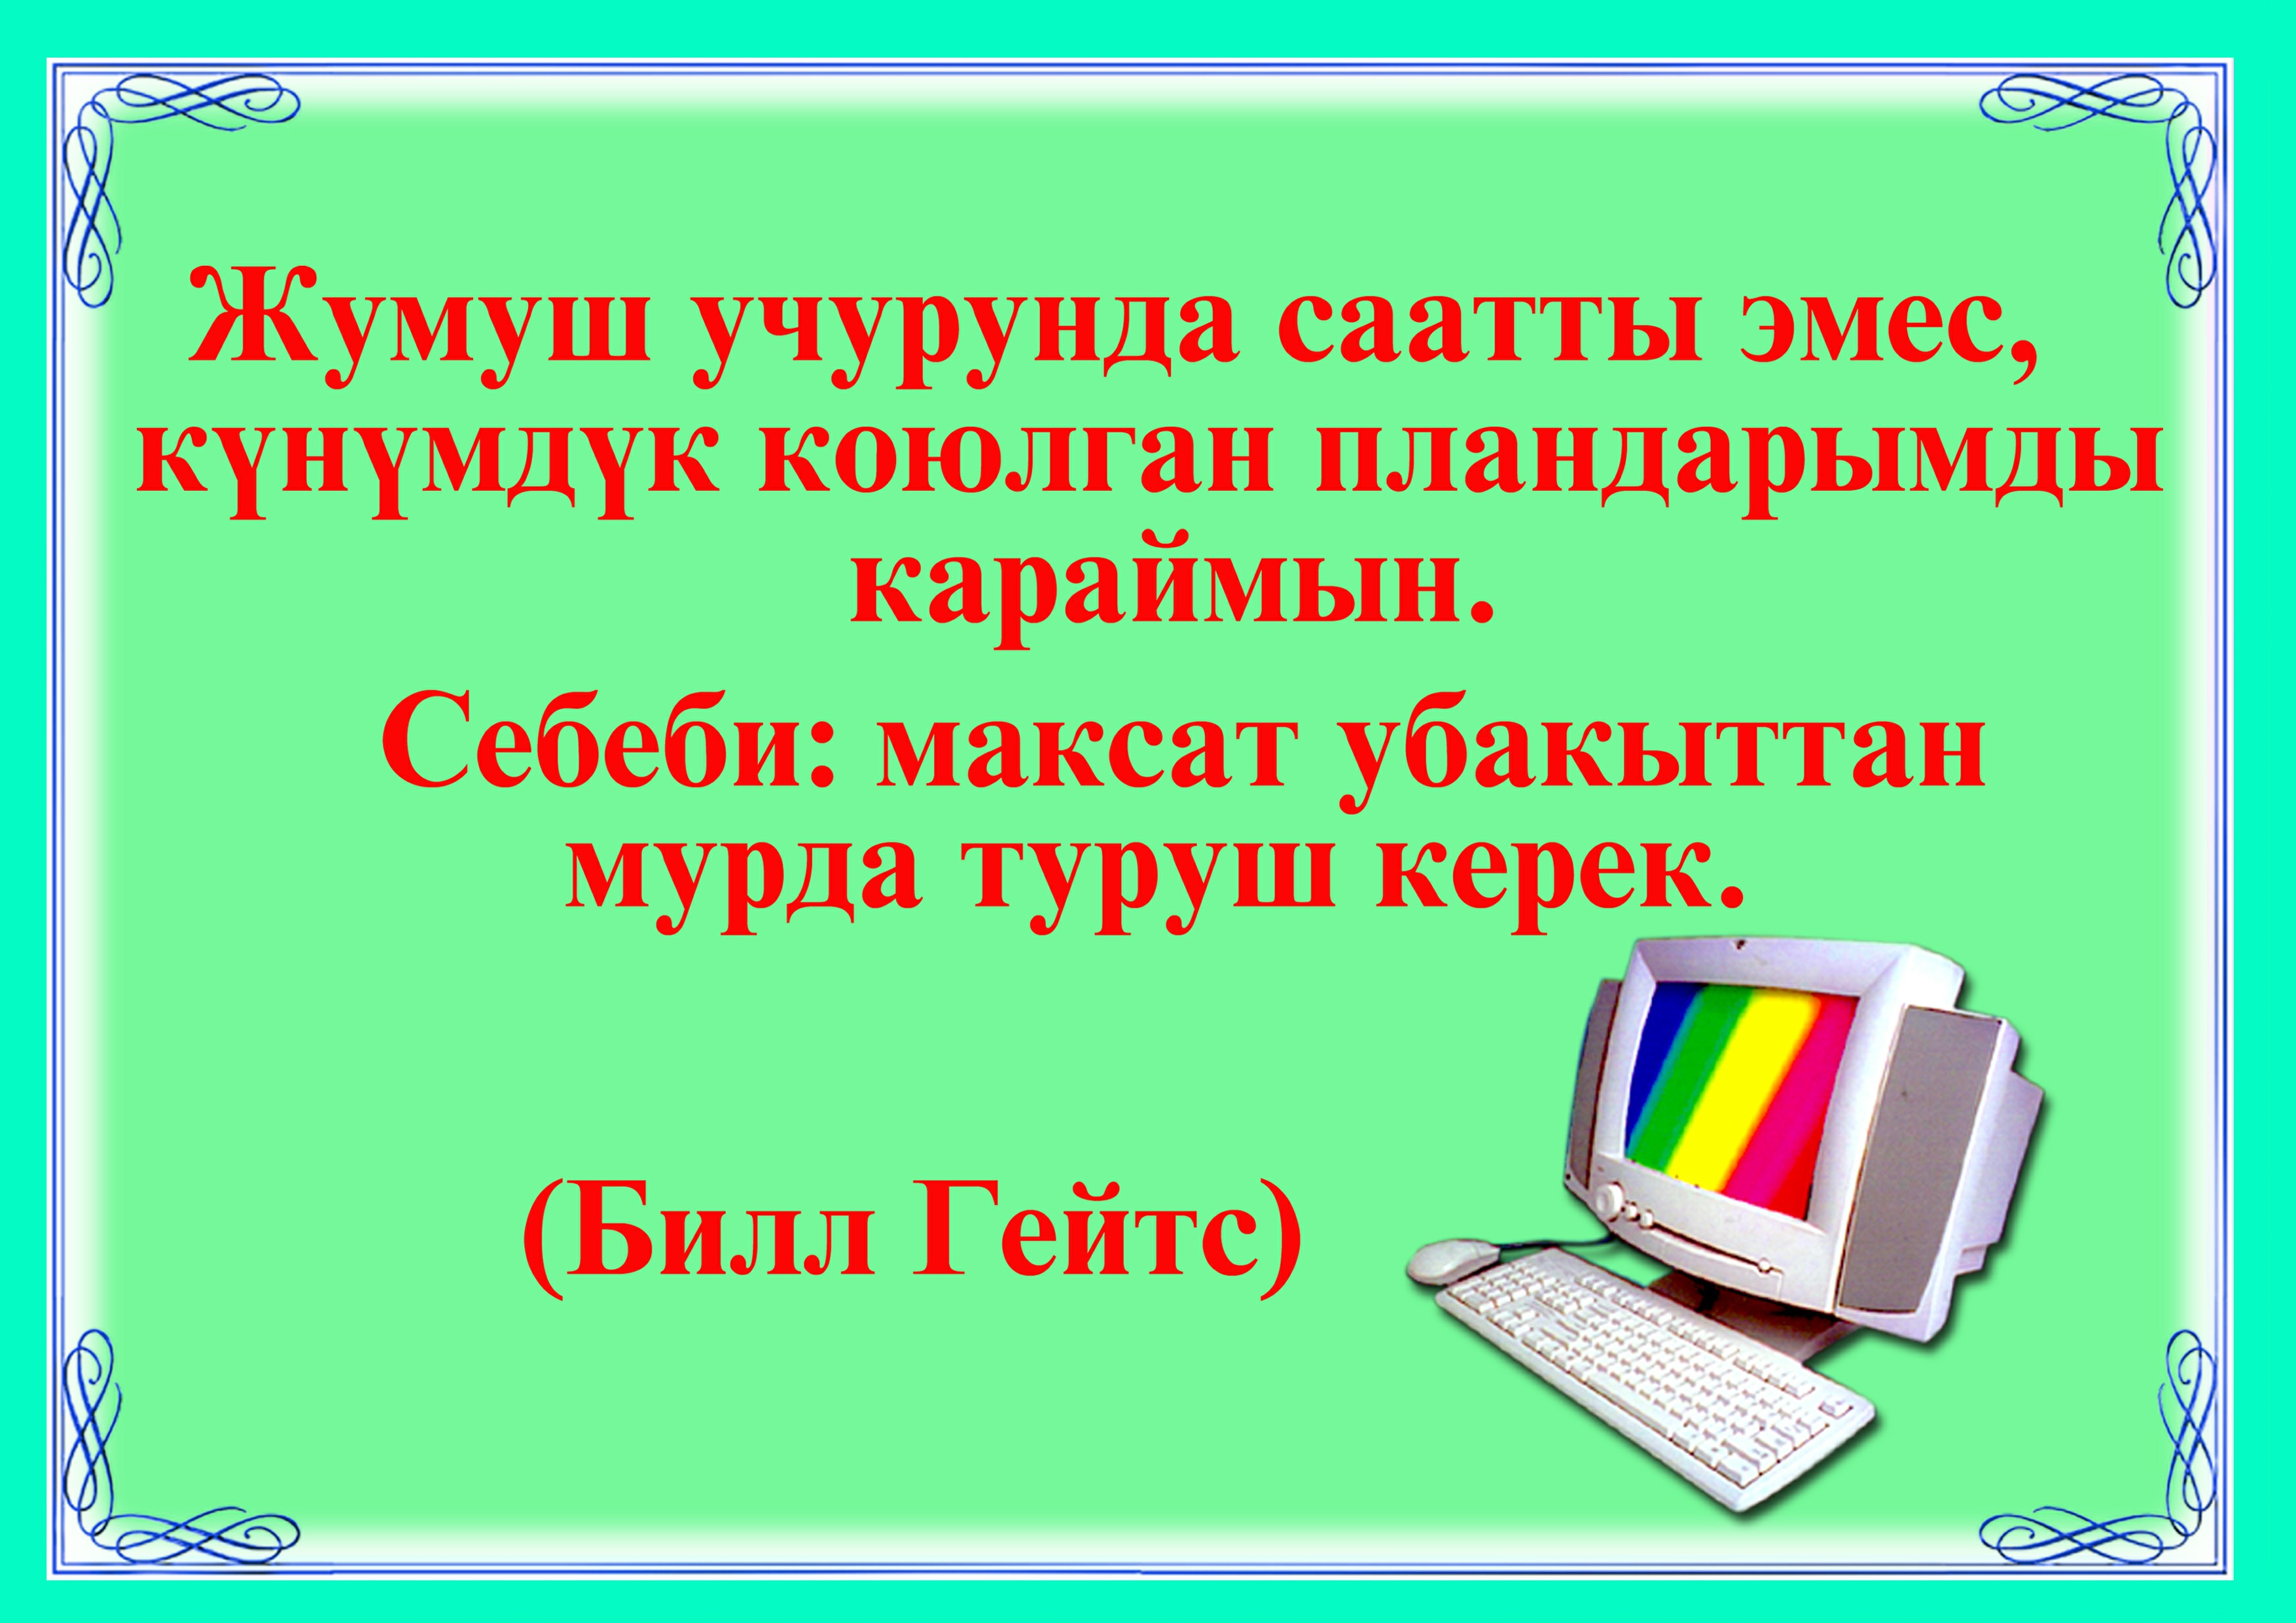 Жумуш учурунда саатты эмес,
күнүмдүк коюлган пландарымды
караймын.
Себеби: максат убакыттан
мурда туруш керек.
(Билл Гейтс)